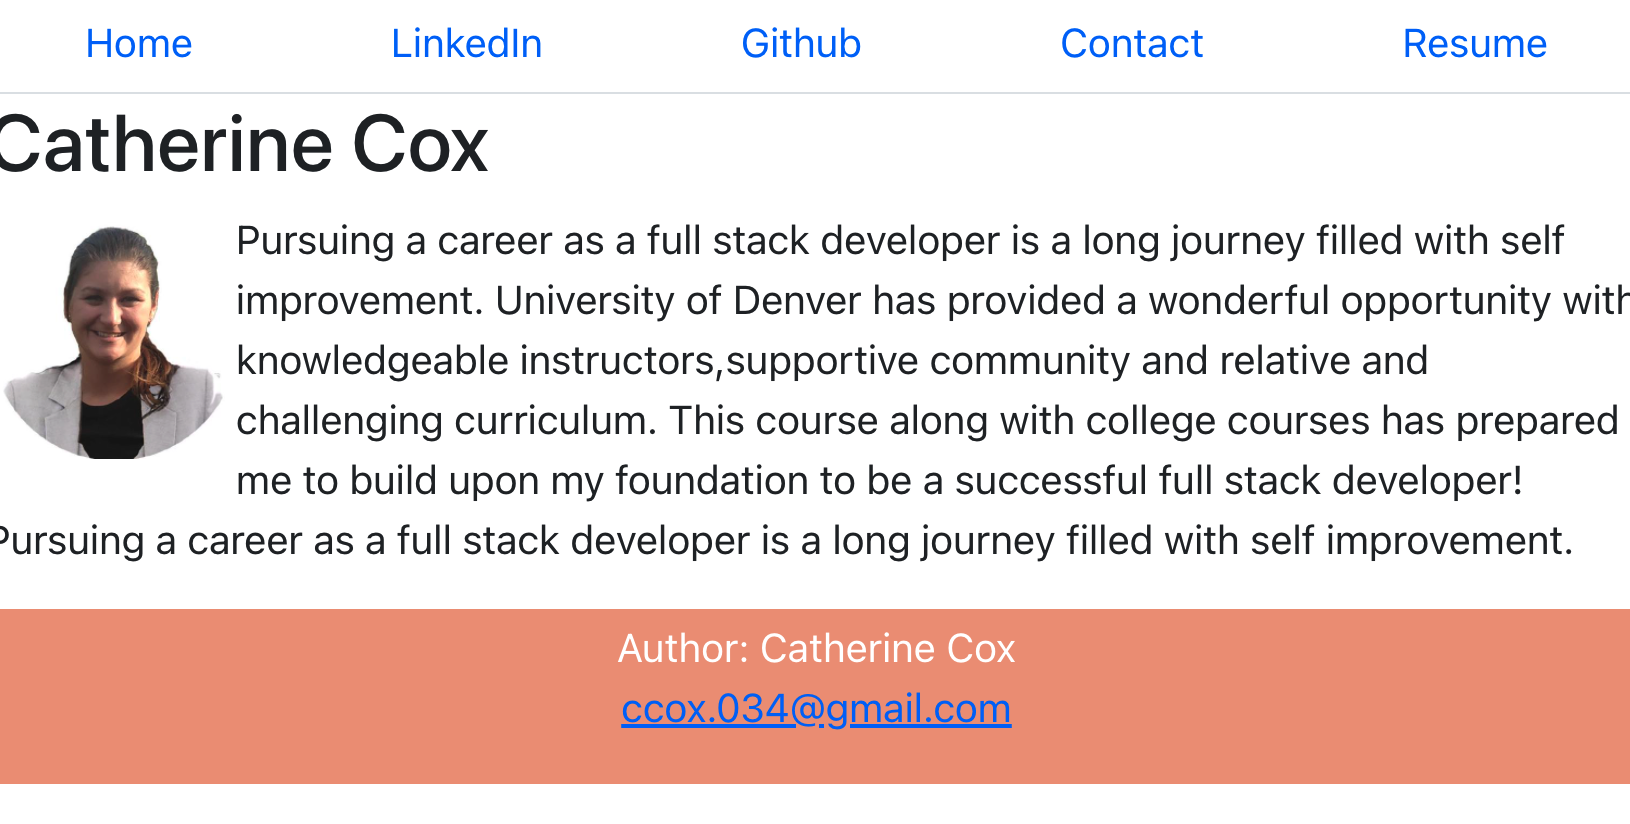 Home LinkedIn Github Contact Resume
Catherine Cox
Pursuing a career as a full stack developer is a long journey filled with self
improvement. University of Denver has provided a wonderful opportunity with
knowledgeable instructors,supportive community and relative and
challenging curriculum. This course along with college courses has prepared
me to build upon my foundation to be a successful full stack developer!
Pursuing a career as a full stack developer is a long journey filled with self improvement.
Author: Catherine Cox
ccox.034@gmail.com